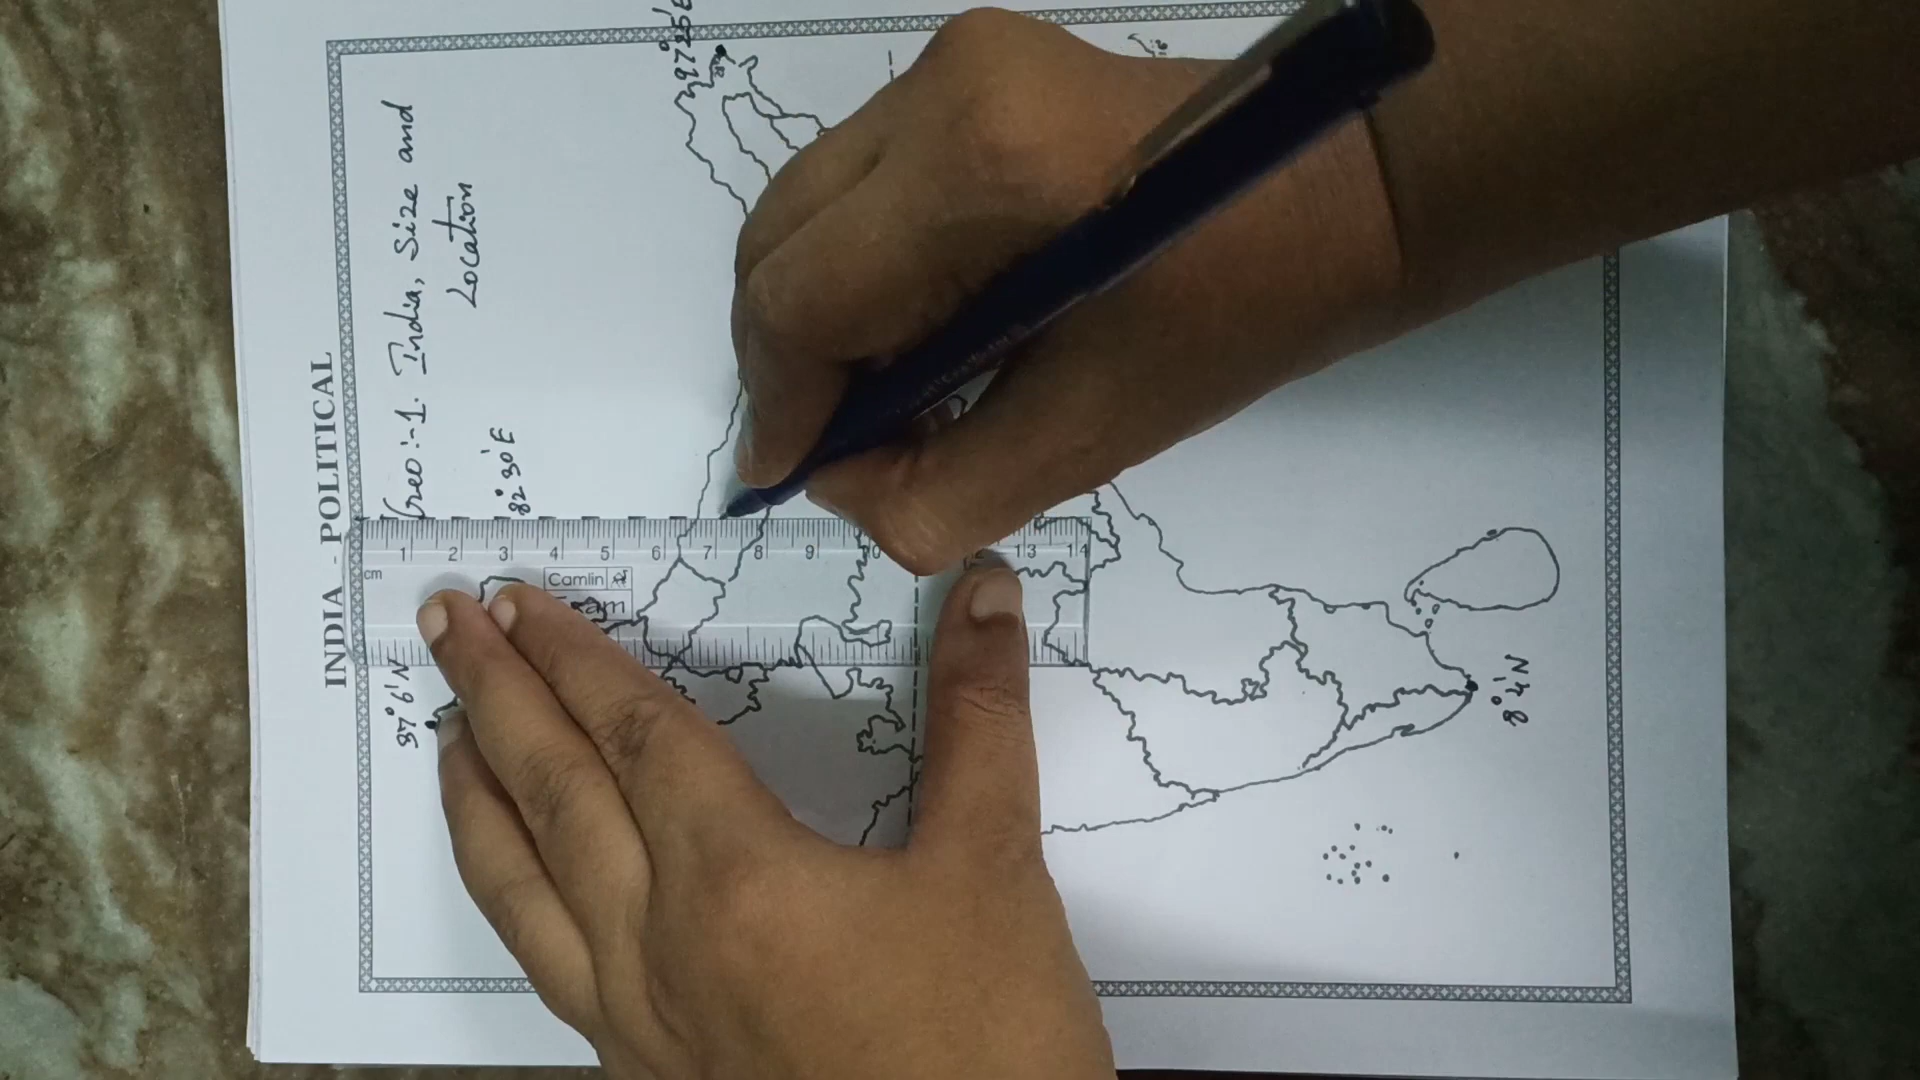 INDIA - POLITICAL
Geo:-1. India, Size and
Location
82° 30' E
97° 25' E
37° 6' N
8° 4' N
cm
1 2 3 4 5 6 7 8 9 13 14
Camlin